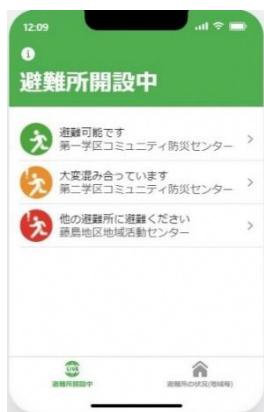 12:09
避難所開設中
避難可能です
第一学区コミュニティ防災センター
大変混み合っています
第二学区コミュニティ防災センター
他の避難所に避難ください
藤島地区地域活動センター
LIVE
避難所開設中
避難所の状況(地域毎)